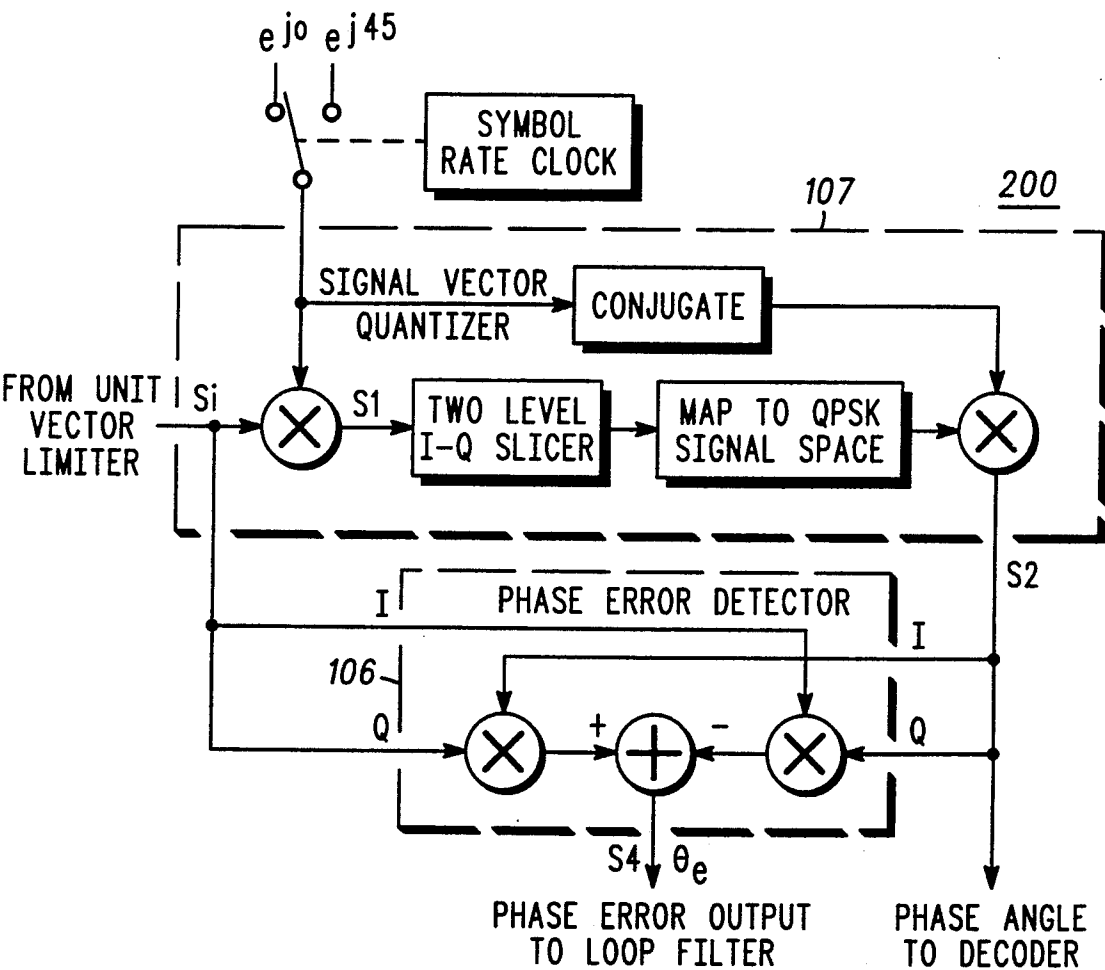 e^jo e^j45
SYMBOL
RATE CLOCK
107
200
SIGNAL VECTOR
QUANTIZER
CONJUGATE
FROM UNIT
VECTOR
LIMITER
Si
S1
TWO LEVEL
I-Q SLICER
MAP TO QPSK
SIGNAL SPACE
S2
PHASE ERROR DETECTOR
I
I
106
Q
+
-
Q
S4 θe
PHASE ERROR OUTPUT
TO LOOP FILTER
PHASE ANGLE
TO DECODER